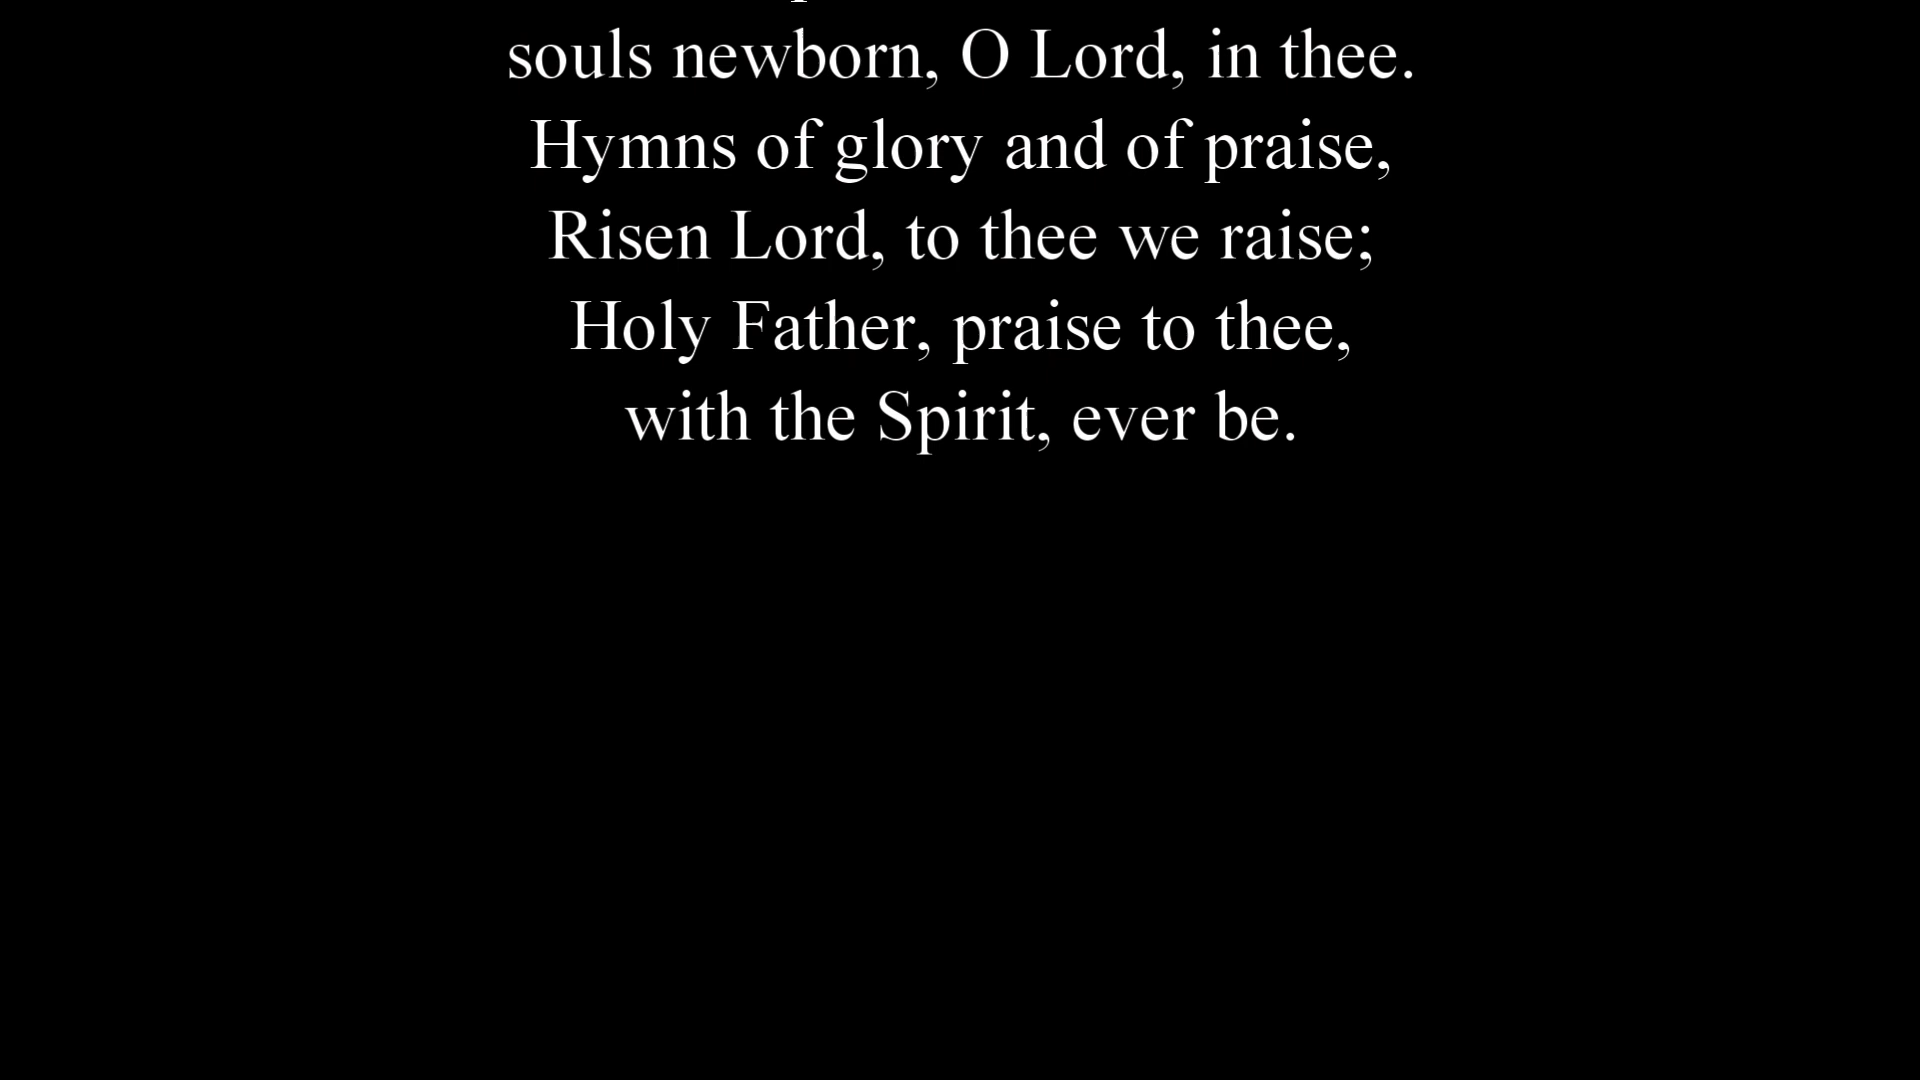 souls newborn, O Lord, in thee.
Hymns of glory and of praise,
Risen Lord, to thee we raise;
Holy Father, praise to thee,
with the Spirit, ever be.